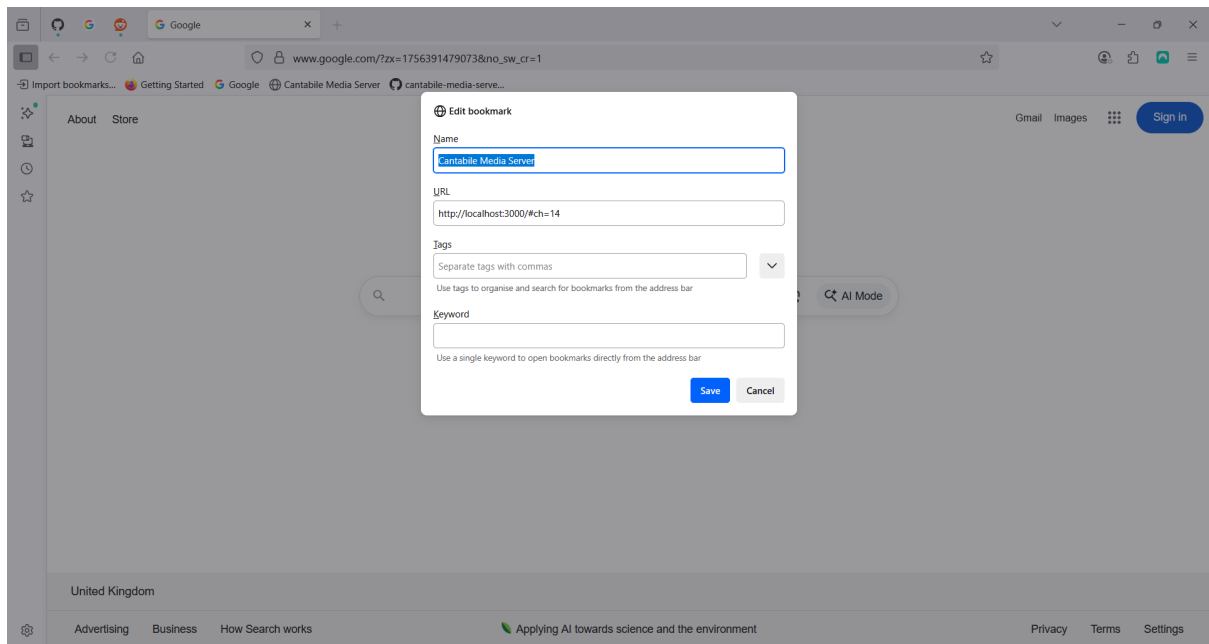 Google
www.google.com/?zx=1756391479073&no_sw_cr=1
Import bookmarks... Getting Started Google Cantabile Media Server cantabile-media-serve...
About Store
Gmail Images Sign in
Edit bookmark
Name
Cantabile Media Server
URL
http://localhost:3000/#ch=14
Tags
Separate tags with commas
Use tags to organise and search for bookmarks from the address bar
AI Mode
Keyword
Use a single keyword to open bookmarks directly from the address bar
Save Cancel
United Kingdom
Advertising Business How Search works Applying AI towards science and the environment Privacy Terms Settings